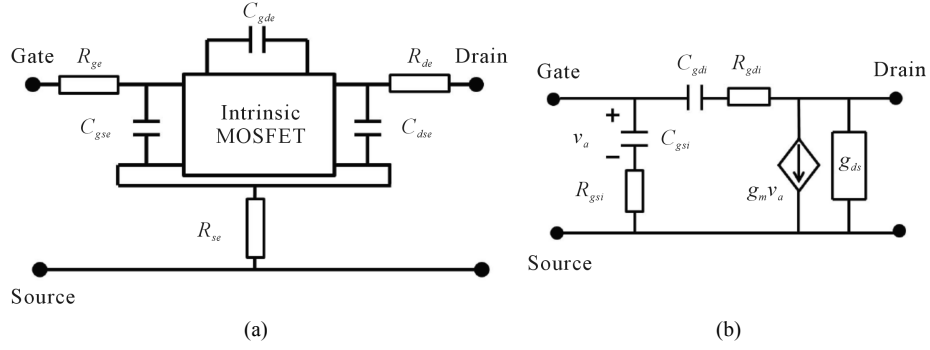 C_gde
Gate
R_ge
R_de
Drain
Intrinsic
MOSFET
C_gse
C_dse
R_se
Source
(a)
Gate
C_gdi
R_gdi
Drain
+
v_a
−
C_gsi
R_gsi
g_m v_a
g_ds
Source
(b)